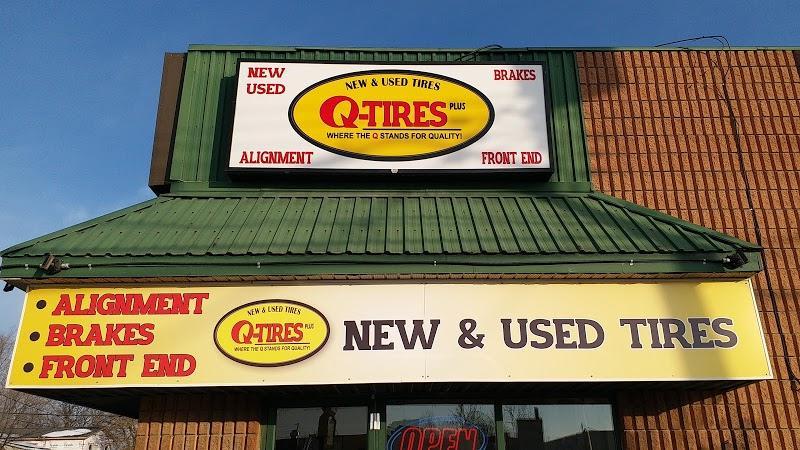 NEW
USED
BRAKES
NEW & USED TIRES
Q-TIRES PLUS
WHERE THE Q STANDS FOR QUALITY!
ALIGNMENT
FRONT END
• ALIGNMENT
• BRAKES
• FRONT END
NEW & USED TIRES
Q-TIRES PLUS
WHERE THE Q STANDS FOR QUALITY!
NEW & USED TIRES
OPEN